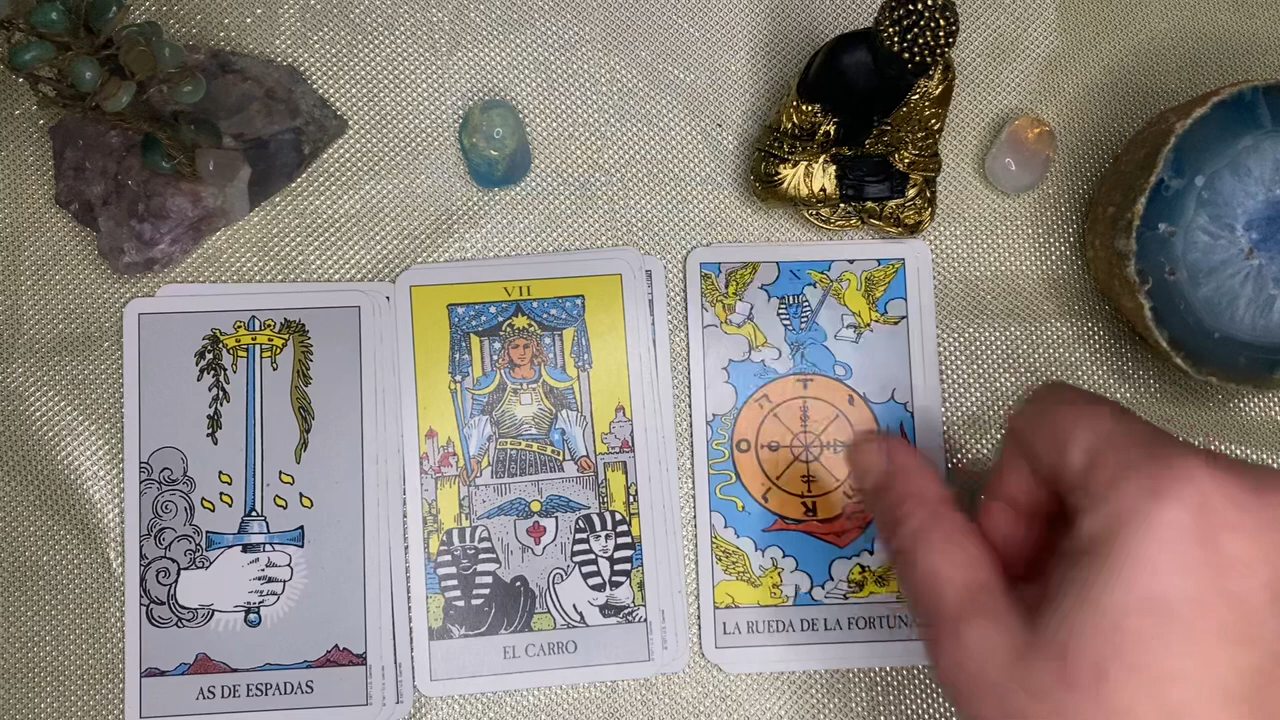 AS DE ESPADAS
VII
EL CARRO
X
T
O
R
LA RUEDA DE LA FORTUNA